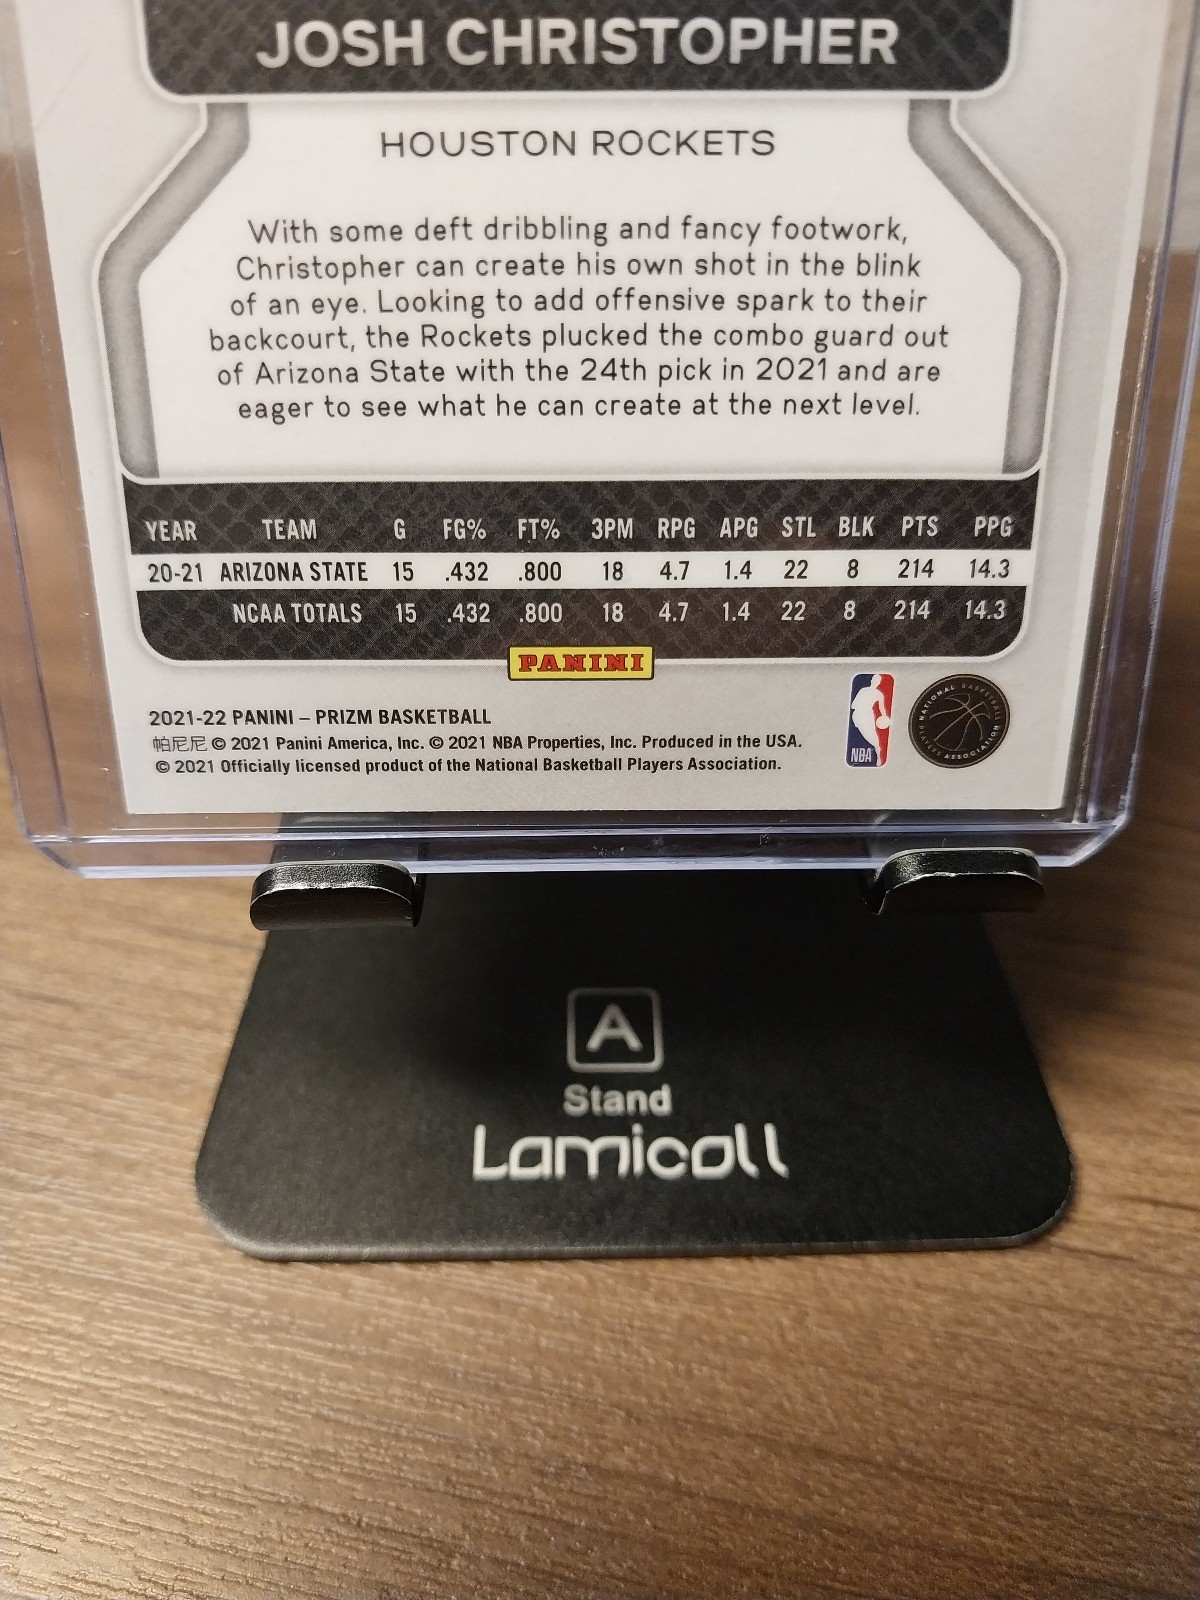 JOSH CHRISTOPHER
HOUSTON ROCKETS
With some deft dribbling and fancy footwork,
Christopher can create his own shot in the blink
of an eye. Looking to add offensive spark to their
backcourt, the Rockets plucked the combo guard out
of Arizona State with the 24th pick in 2021 and are
eager to see what he can create at the next level.
YEAR TEAM G FG% FT% 3PM RPG APG STL BLK PTS PPG
20-21 ARIZONA STATE 15 .432 .800 18 4.7 1.4 22 8 214 14.3
NCAA TOTALS 15 .432 .800 18 4.7 1.4 22 8 214 14.3
PANINI
2021-22 PANINI – PRIZM BASKETBALL
帕尼尼 © 2021 Panini America, Inc. © 2021 NBA Properties, Inc. Produced in the USA.
© 2021 Officially licensed product of the National Basketball Players Association.
NBA
NATIONAL BASKETBALL PLAYERS ASSOCIATION
A
Stand
Lamicall